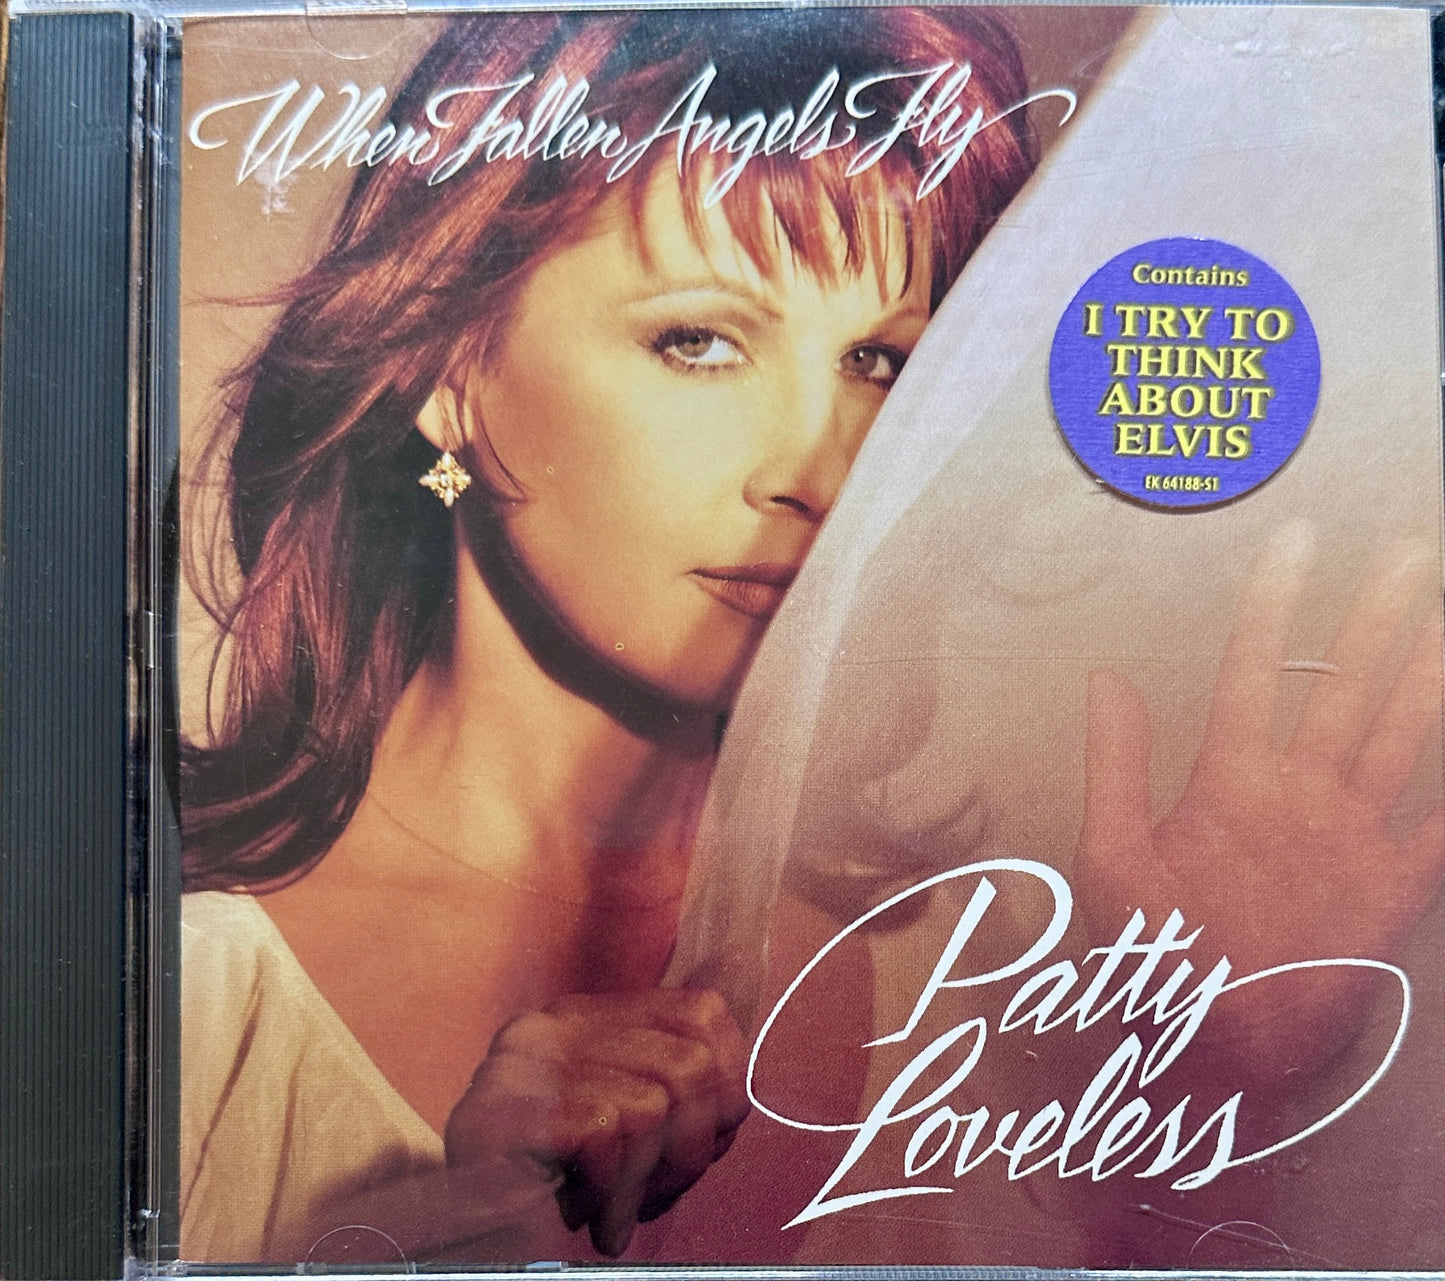 When Fallen Angels Fly
Contains
I TRY TO
THINK
ABOUT
ELVIS
EK 64188-S1
Patty
Loveless